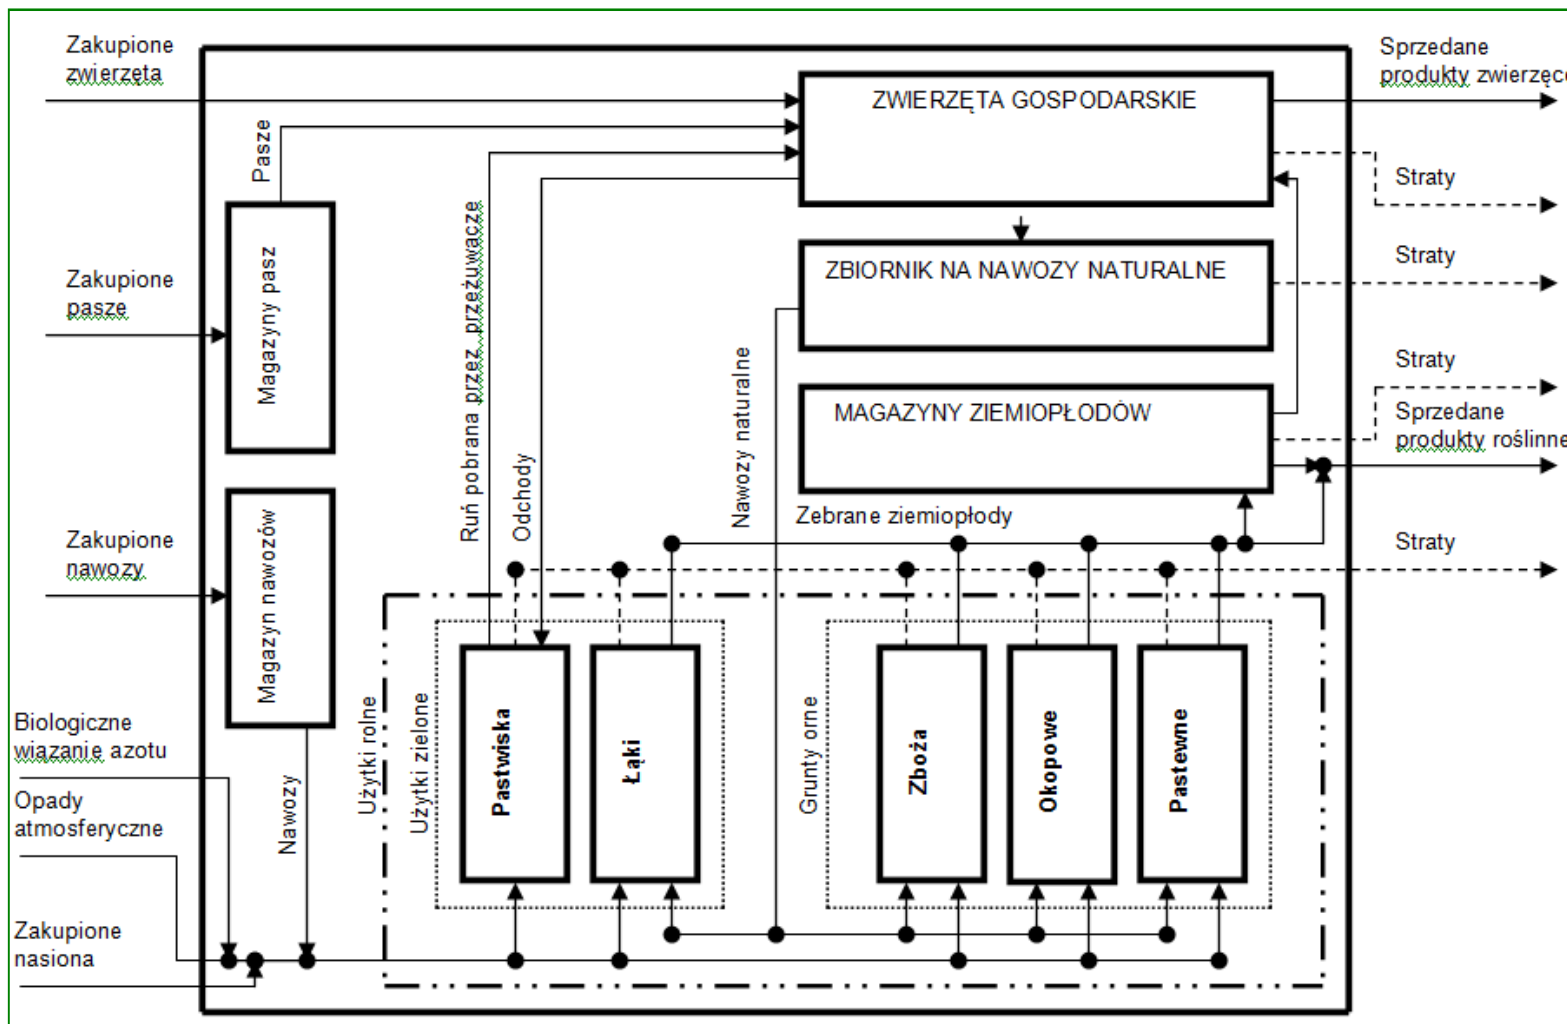 Zakupione
zwierzęta
Sprzedane
produkty zwierzęce
ZWIERZĘTA GOSPODARSKIE
Pasze
Straty
Ruń pobrana przez przeżuwacze
Odchody
Magazyny pasz
Zakupione
pasze
ZBIORNIK NA NAWOZY NATURALNE
Straty
Nawozy naturalne
Straty
MAGAZYNY ZIEMIOPŁODÓW
Sprzedane
produkty roślinne
Zebrane ziemiopłody
Zakupione
nawozy
Magazyn nawozów
Straty
Użytki rolne
Użytki zielone
Pastwiska
Łąki
Grunty orne
Zboża
Okopowe
Pastewne
Biologiczne
wiązanie azotu
Nawozy
Opady
atmosferyczne
Zakupione
nasiona